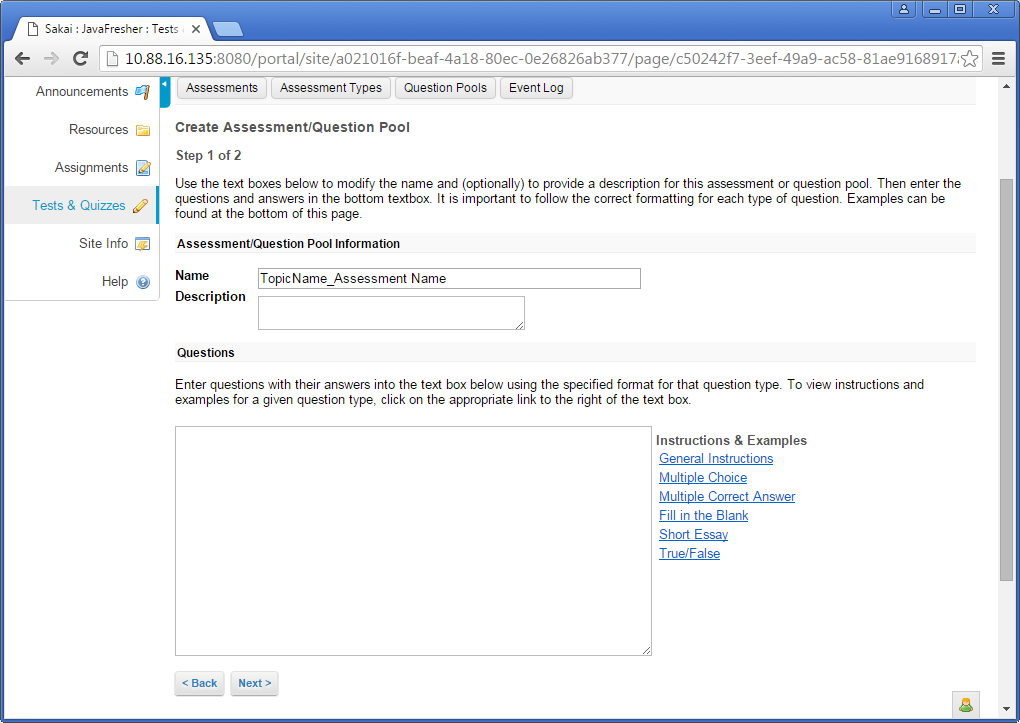 Sakai : JavaFresher : Tests
10.88.16.135:8080/portal/site/a021016f-beaf-4a18-80ec-0e26826ab377/page/c50242f7-3eef-49a9-ac58-81ae9168917
Announcements
Resources
Assignments
Tests & Quizzes
Site Info
Help
Assessments Assessment Types Question Pools Event Log
Create Assessment/Question Pool
Step 1 of 2
Use the text boxes below to modify the name and (optionally) to provide a description for this assessment or question pool. Then enter the
questions and answers in the bottom textbox. It is important to follow the correct formatting for each type of question. Examples can be
found at the bottom of this page.
Assessment/Question Pool Information
Name TopicName_Assessment Name
Description
Questions
Enter questions with their answers into the text box below using the specified format for that question type. To view instructions and
examples for a given question type, click on the appropriate link to the right of the text box.
Instructions & Examples
General Instructions
Multiple Choice
Multiple Correct Answer
Fill in the Blank
Short Essay
True/False
< Back Next >